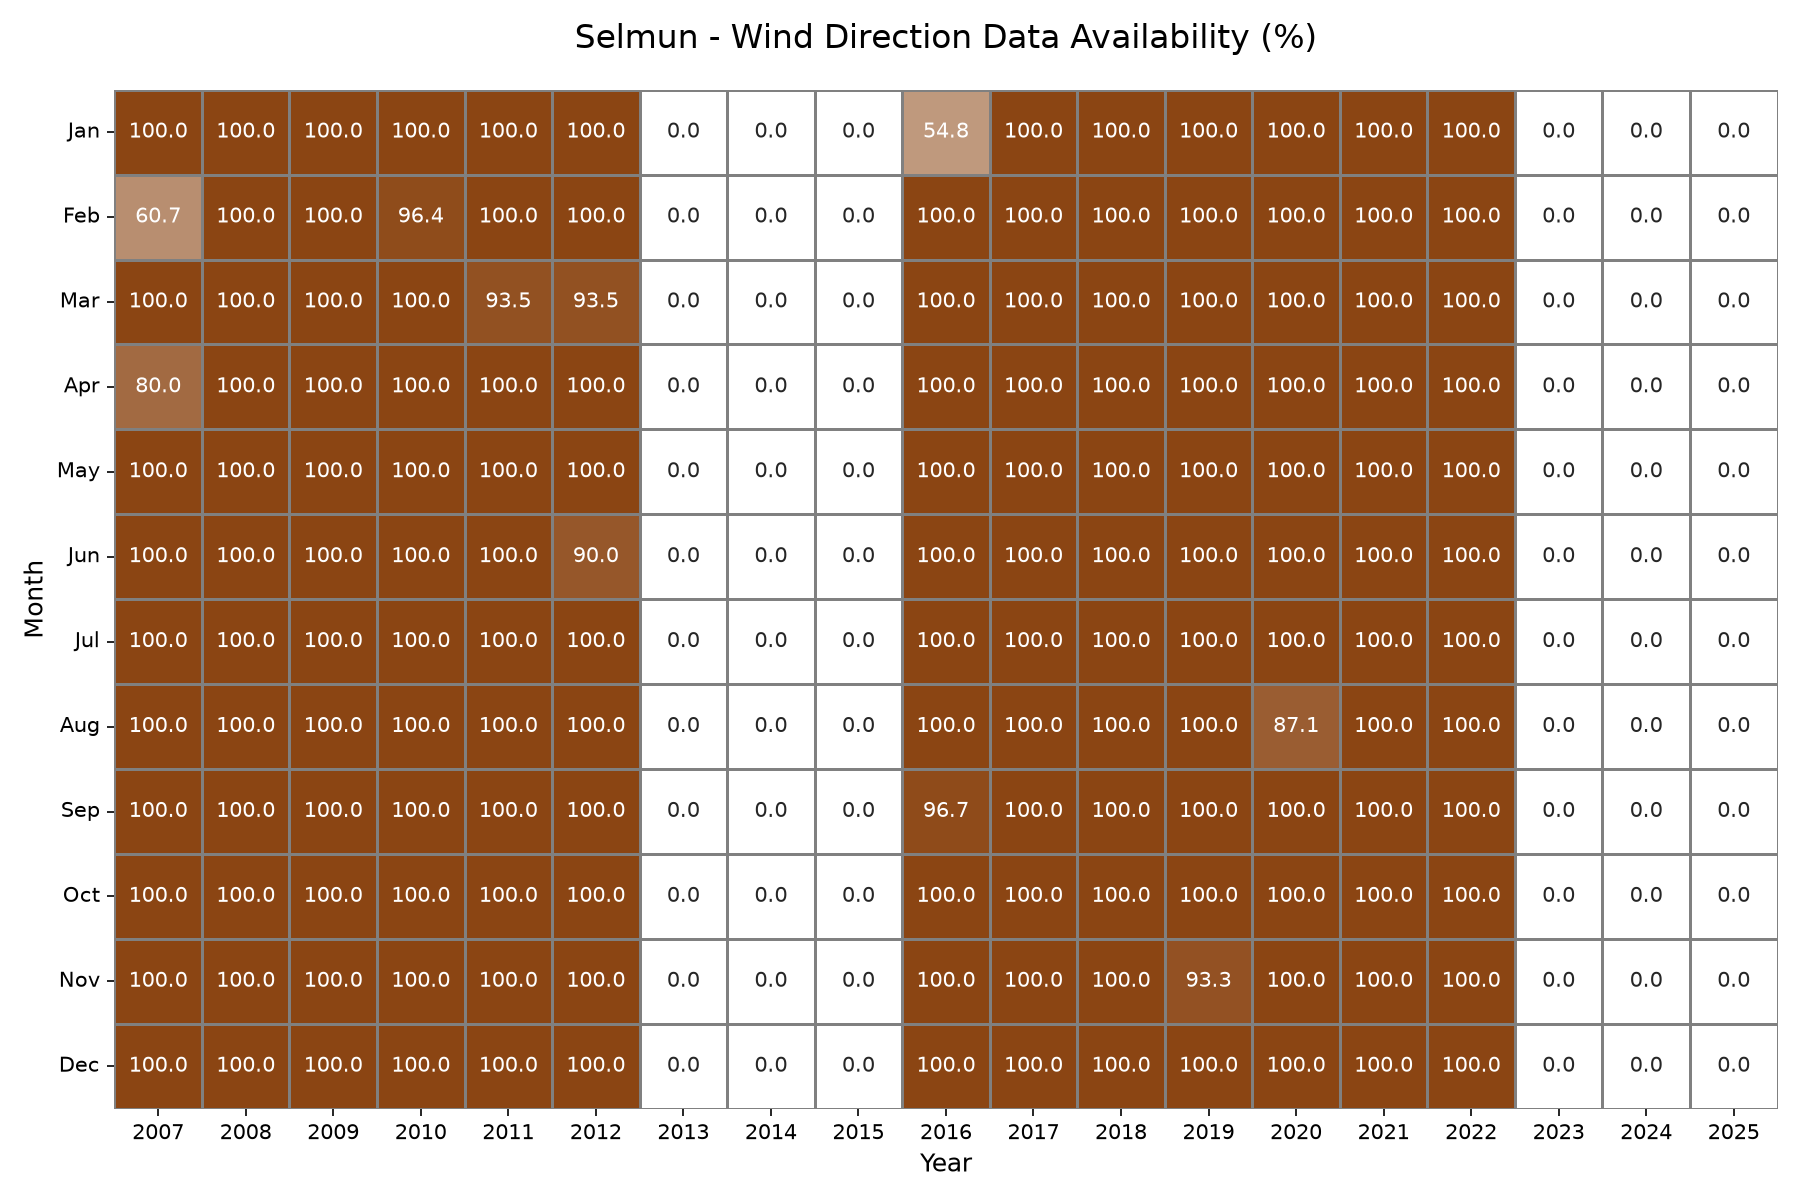 Selmun - Wind Direction Data Availability (%)
Jan 100.0 100.0 100.0 100.0 100.0 100.0 0.0 0.0 0.0 54.8 100.0 100.0 100.0 100.0 100.0 100.0 0.0 0.0 0.0
Feb 60.7 100.0 100.0 96.4 100.0 100.0 0.0 0.0 0.0 100.0 100.0 100.0 100.0 100.0 100.0 100.0 0.0 0.0 0.0
Mar 100.0 100.0 100.0 100.0 93.5 93.5 0.0 0.0 0.0 100.0 100.0 100.0 100.0 100.0 100.0 100.0 0.0 0.0 0.0
Apr 80.0 100.0 100.0 100.0 100.0 100.0 0.0 0.0 0.0 100.0 100.0 100.0 100.0 100.0 100.0 100.0 0.0 0.0 0.0
May 100.0 100.0 100.0 100.0 100.0 100.0 0.0 0.0 0.0 100.0 100.0 100.0 100.0 100.0 100.0 100.0 0.0 0.0 0.0
Jun 100.0 100.0 100.0 100.0 100.0 90.0 0.0 0.0 0.0 100.0 100.0 100.0 100.0 100.0 100.0 100.0 0.0 0.0 0.0
Jul 100.0 100.0 100.0 100.0 100.0 100.0 0.0 0.0 0.0 100.0 100.0 100.0 100.0 100.0 100.0 100.0 0.0 0.0 0.0
Aug 100.0 100.0 100.0 100.0 100.0 100.0 0.0 0.0 0.0 100.0 100.0 100.0 100.0 87.1 100.0 100.0 0.0 0.0 0.0
Sep 100.0 100.0 100.0 100.0 100.0 100.0 0.0 0.0 0.0 96.7 100.0 100.0 100.0 100.0 100.0 100.0 0.0 0.0 0.0
Oct 100.0 100.0 100.0 100.0 100.0 100.0 0.0 0.0 0.0 100.0 100.0 100.0 100.0 100.0 100.0 100.0 0.0 0.0 0.0
Nov 100.0 100.0 100.0 100.0 100.0 100.0 0.0 0.0 0.0 100.0 100.0 100.0 93.3 100.0 100.0 100.0 0.0 0.0 0.0
Dec 100.0 100.0 100.0 100.0 100.0 100.0 0.0 0.0 0.0 100.0 100.0 100.0 100.0 100.0 100.0 100.0 0.0 0.0 0.0
Month
2007 2008 2009 2010 2011 2012 2013 2014 2015 2016 2017 2018 2019 2020 2021 2022 2023 2024 2025
Year